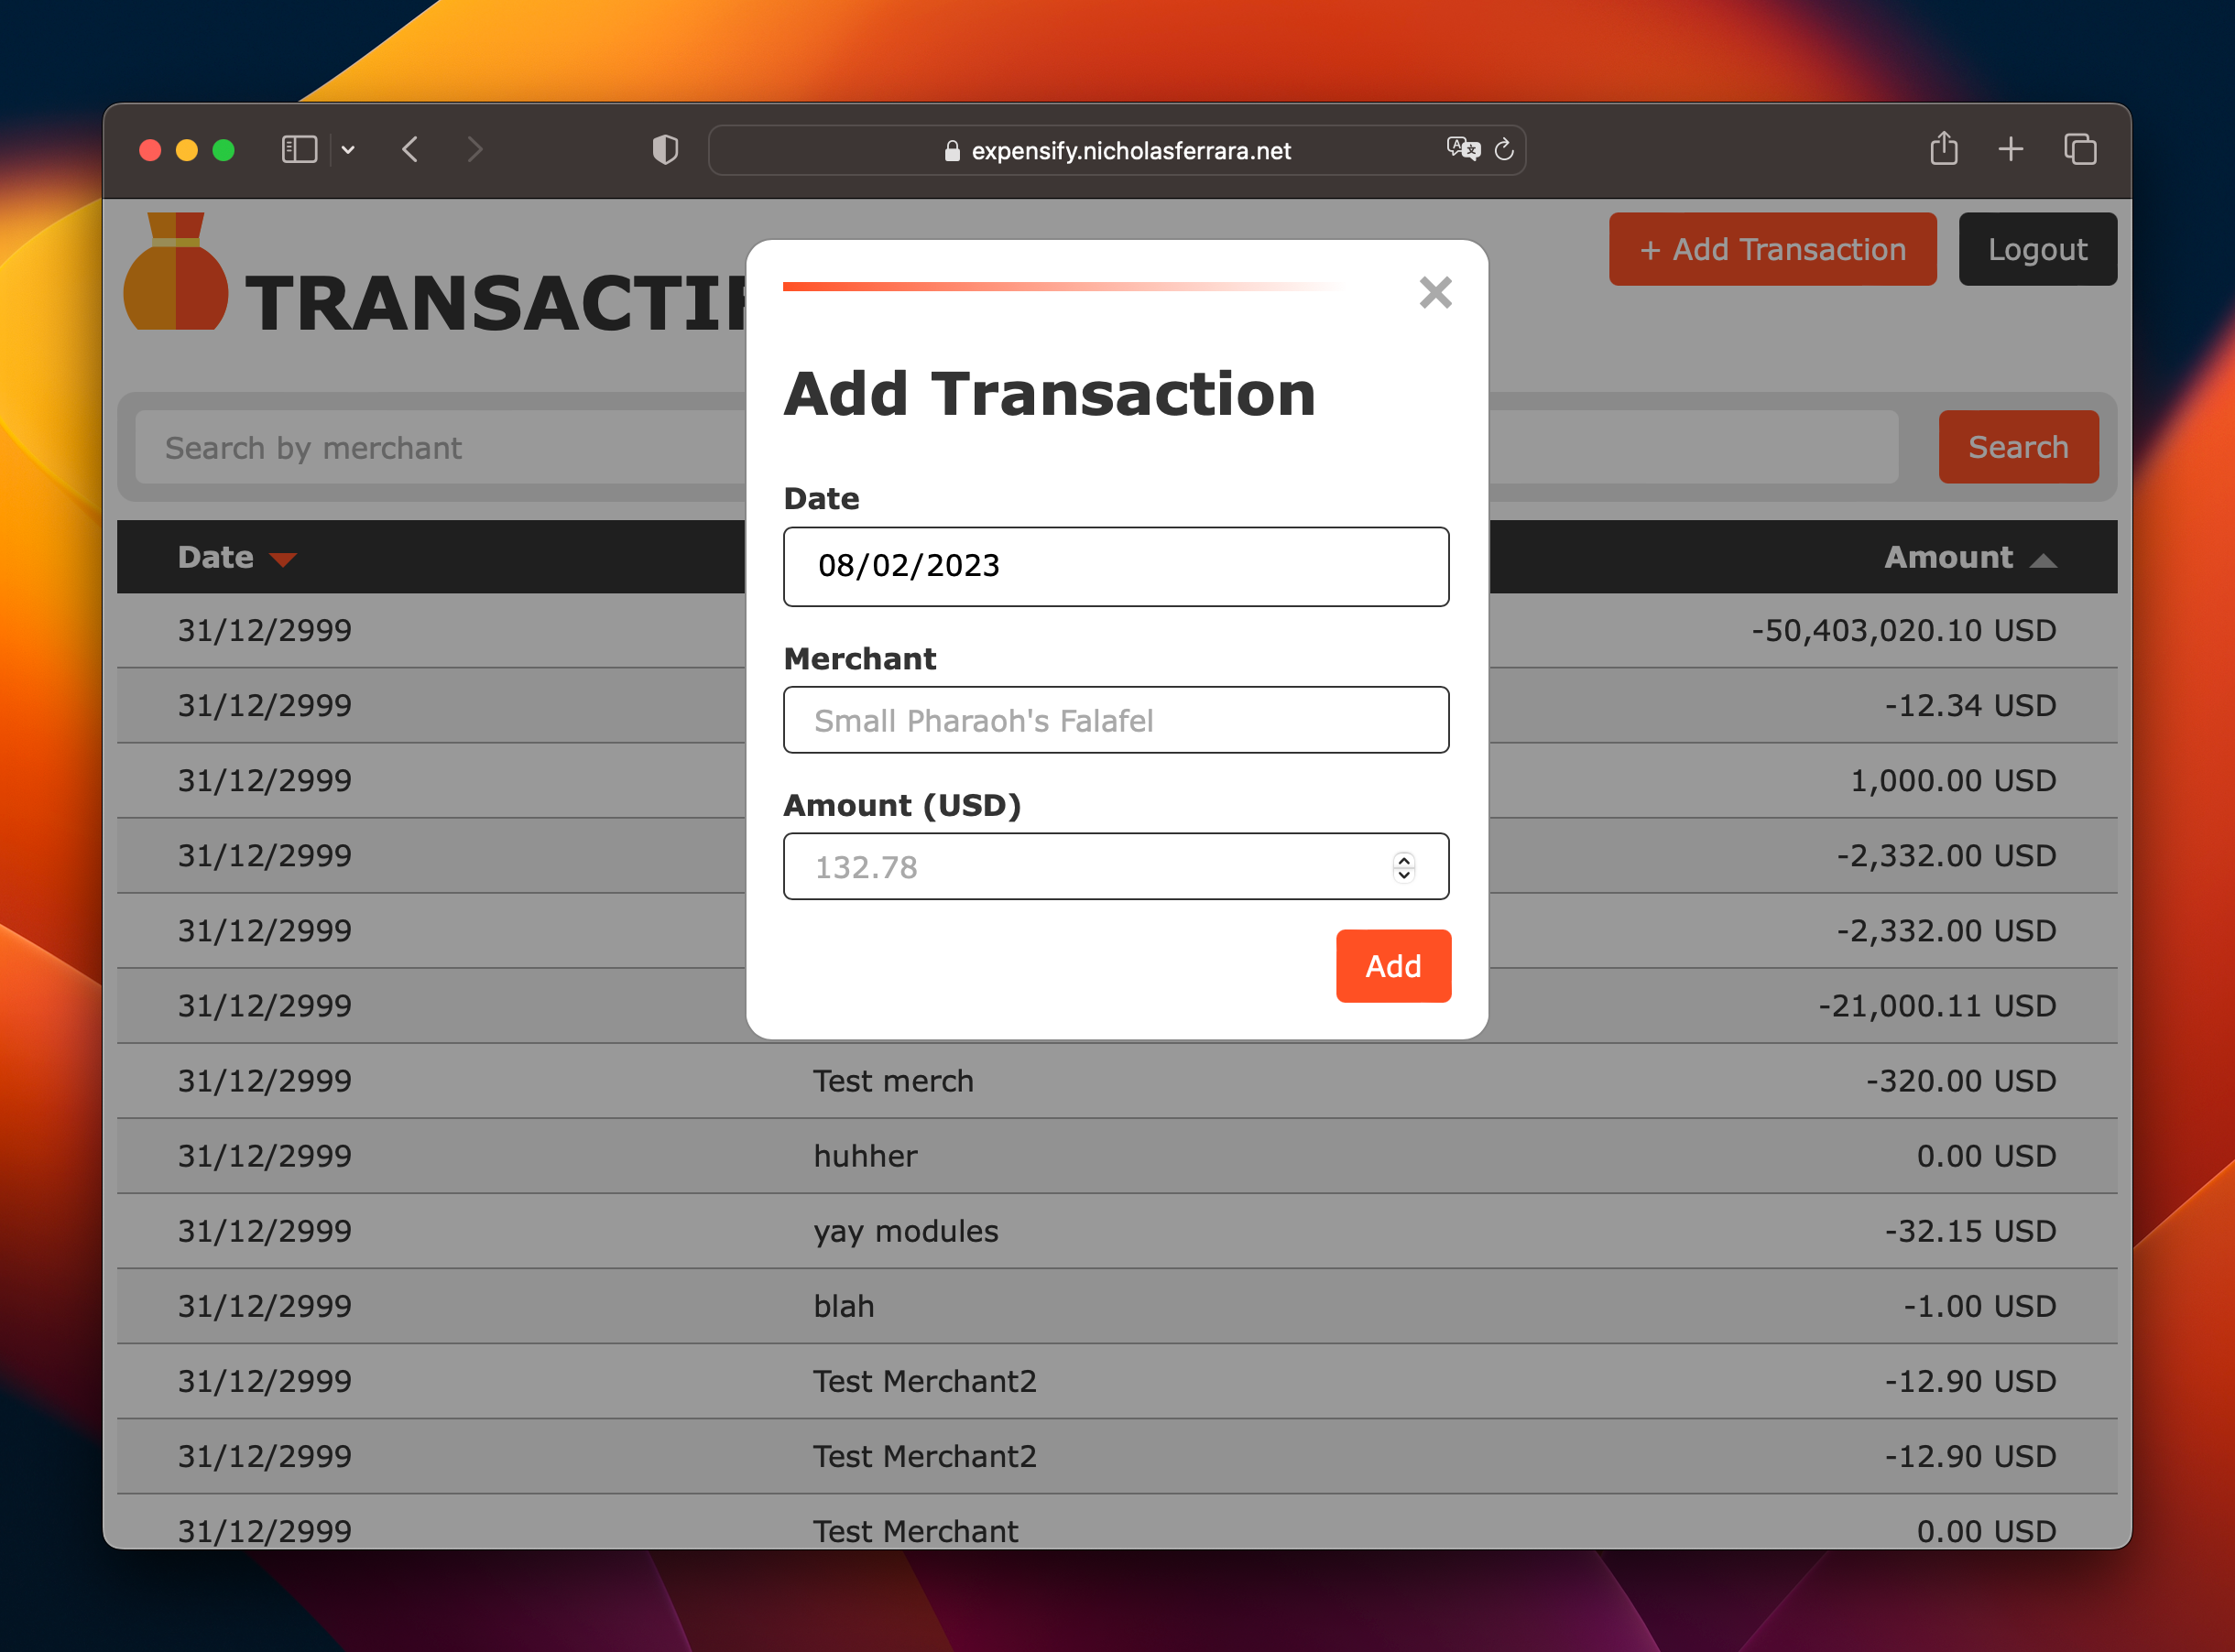 expensify.nicholasferrara.net
+ Add Transaction
Logout
Search by merchant
Search
Date
Amount
31/12/2999 -50,403,020.10 USD
31/12/2999 -12.34 USD
31/12/2999 1,000.00 USD
31/12/2999 -2,332.00 USD
31/12/2999 -2,332.00 USD
31/12/2999 -21,000.11 USD
31/12/2999 Test merch -320.00 USD
31/12/2999 huhher 0.00 USD
31/12/2999 yay modules -32.15 USD
31/12/2999 blah -1.00 USD
31/12/2999 Test Merchant2 -12.90 USD
31/12/2999 Test Merchant2 -12.90 USD
31/12/2999 Test Merchant 0.00 USD
Add Transaction
Date
08/02/2023
Merchant
Small Pharaoh's Falafel
Amount (USD)
132.78
Add